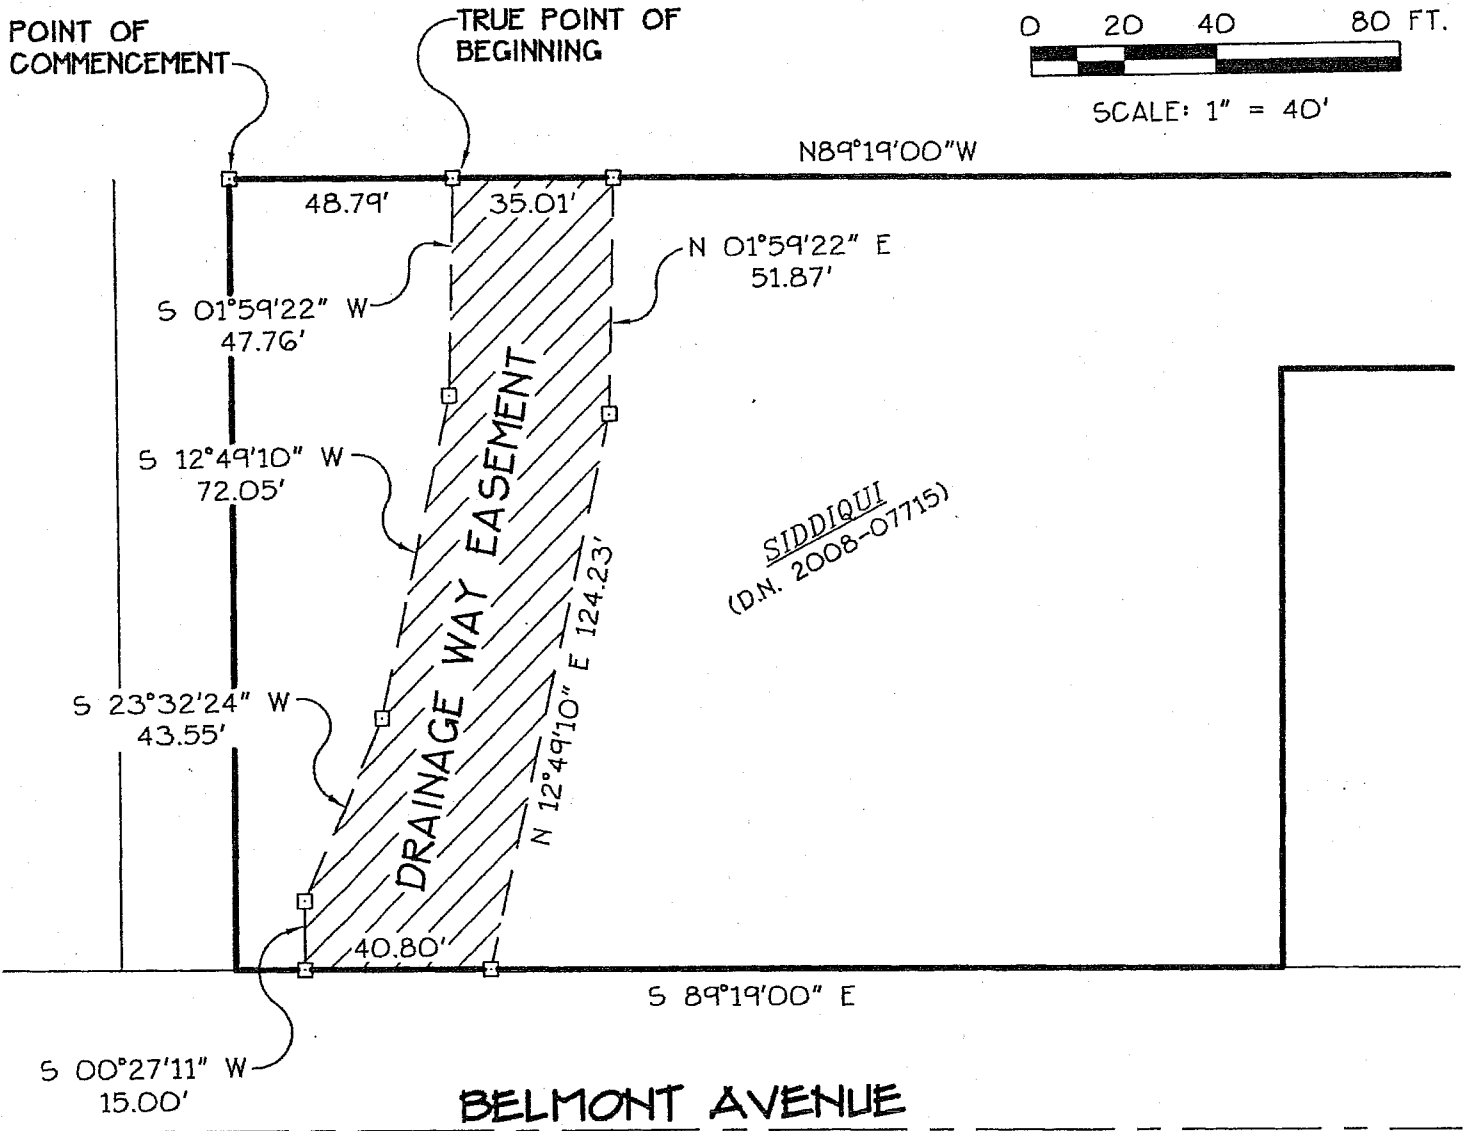 POINT OF
COMMENCEMENT
TRUE POINT OF
BEGINNING
0 20 40 80 FT.
SCALE: 1" = 40'
N89°19'00"W
48.79'
35.01'
N 01°59'22" E
51.87'
S 01°59'22" W
47.76'
S 12°49'10" W
72.05'
DRAINAGE WAY EASEMENT
SIDDIQUI
(D.N. 2008-07715)
N 12°49'10" E 124.23'
S 23°32'24" W
43.55'
40.80'
S 89°19'00" E
S 00°27'11" W
15.00'
BELMONT AVENUE